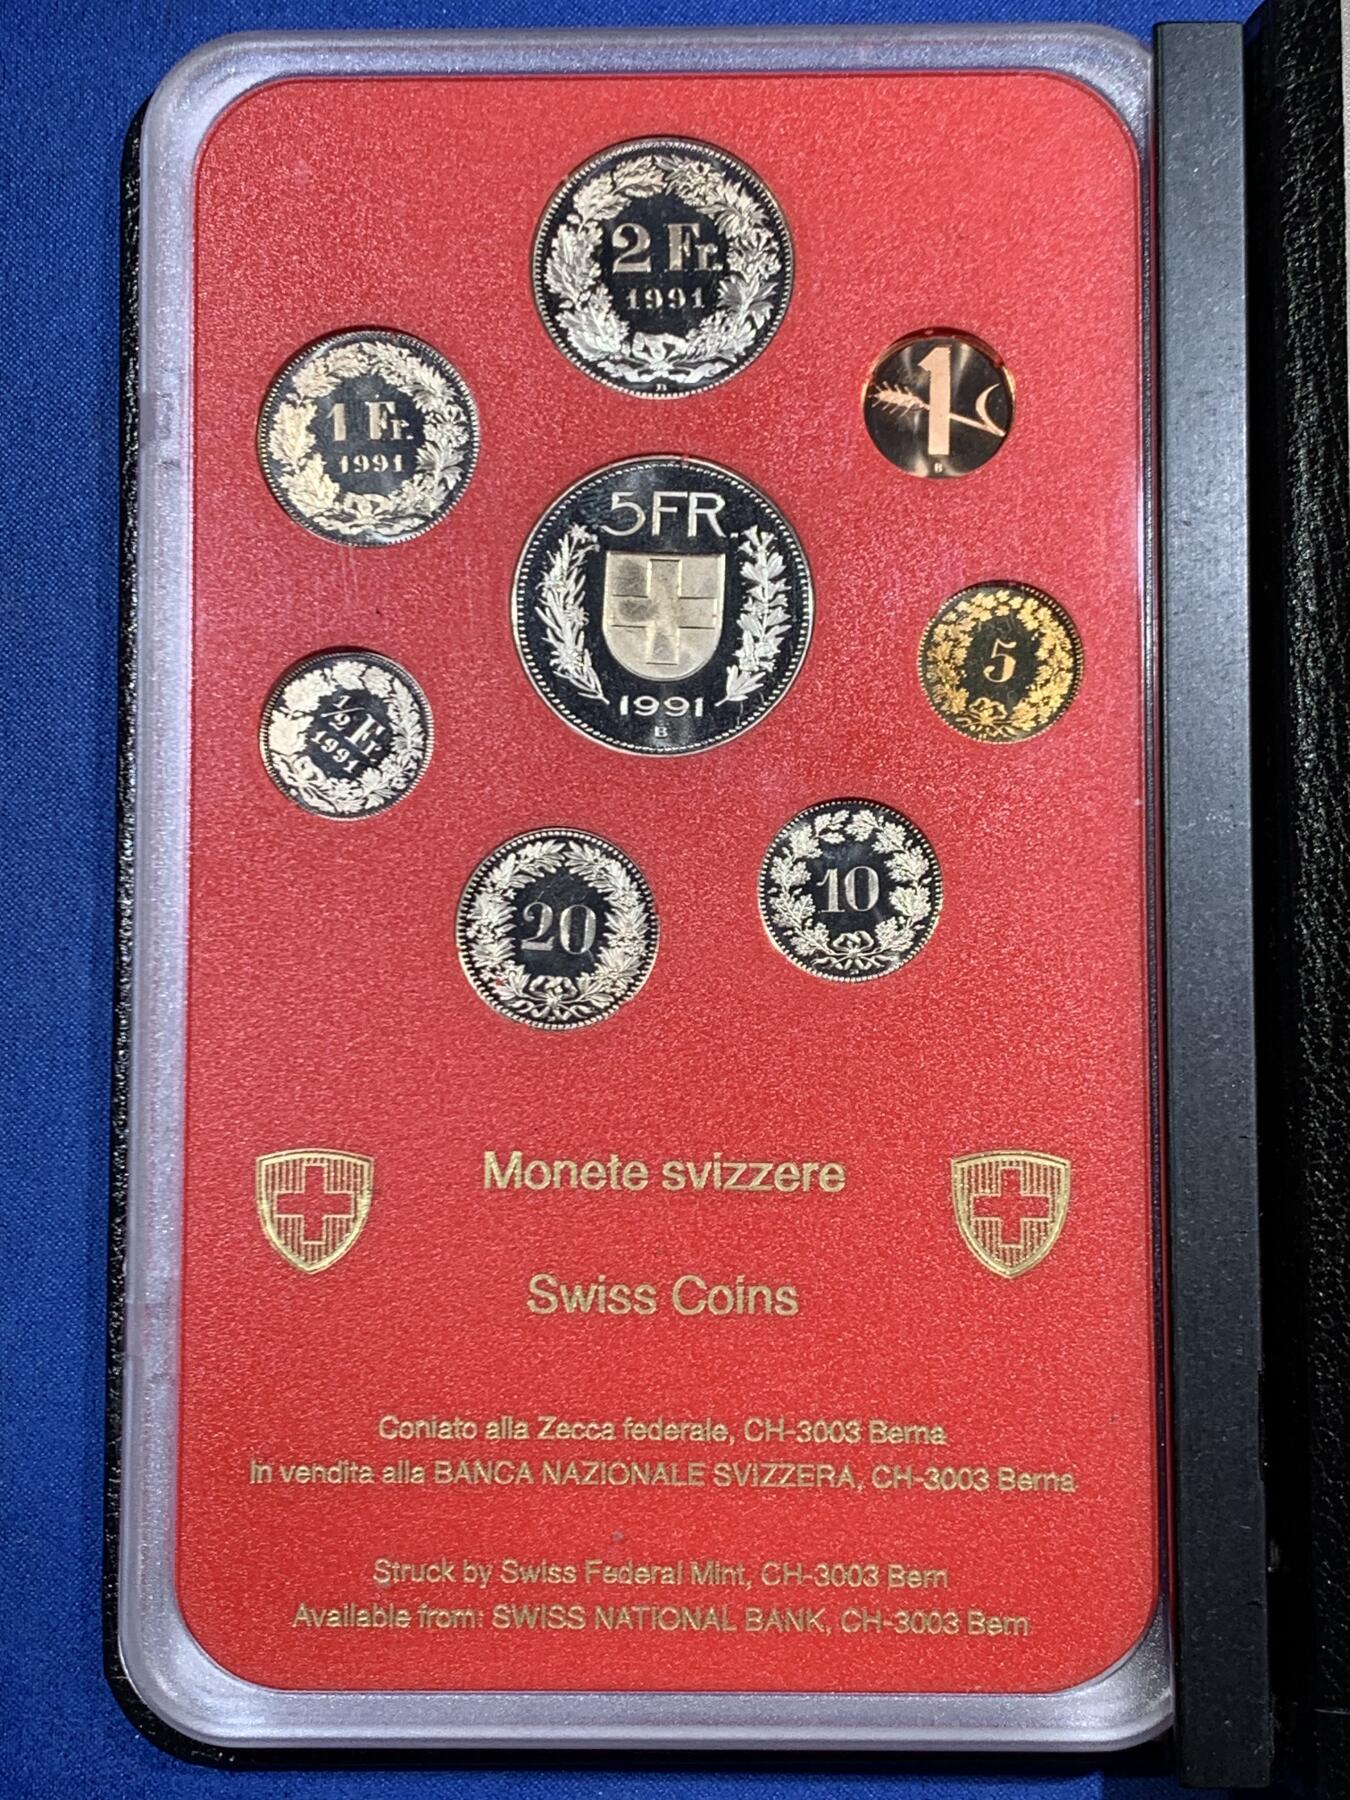 2 Fr.
1991
B
1 Fr.
1991
1
B
5 FR.
1991
B
5
1/2 Fr.
1991
20
10
Monete svizzere
Swiss Coins
Coniato alla Zecca federale, CH-3003 Berna
In vendita alla BANCA NAZIONALE SVIZZERA, CH-3003 Berna
Struck by Swiss Federal Mint, CH-3003 Bern
Available from: SWISS NATIONAL BANK, CH-3003 Bern